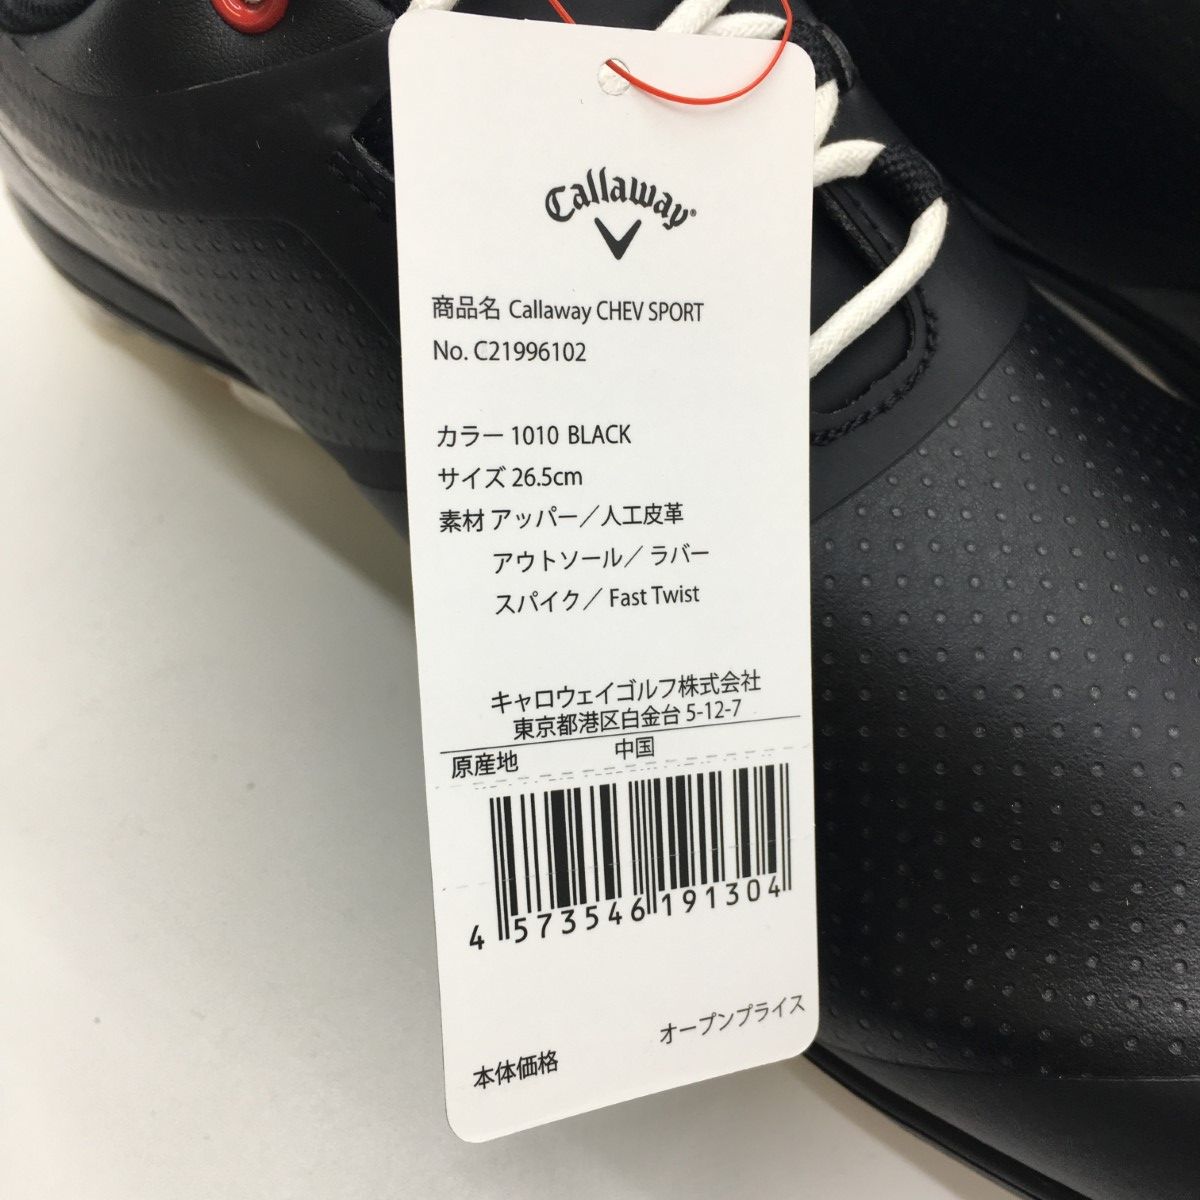 Callaway
商品名 Callaway CHEV SPORT
No. C21996102
カラー 1010 BLACK
サイズ 26.5cm
素材 アッパー／人工皮革
アウトソール／ ラバー
スパイク／ Fast Twist
キャロウェイゴルフ株式会社
東京都港区白金台 5-12-7
原産地 中国
4 573546 191304
オープンプライス
本体価格